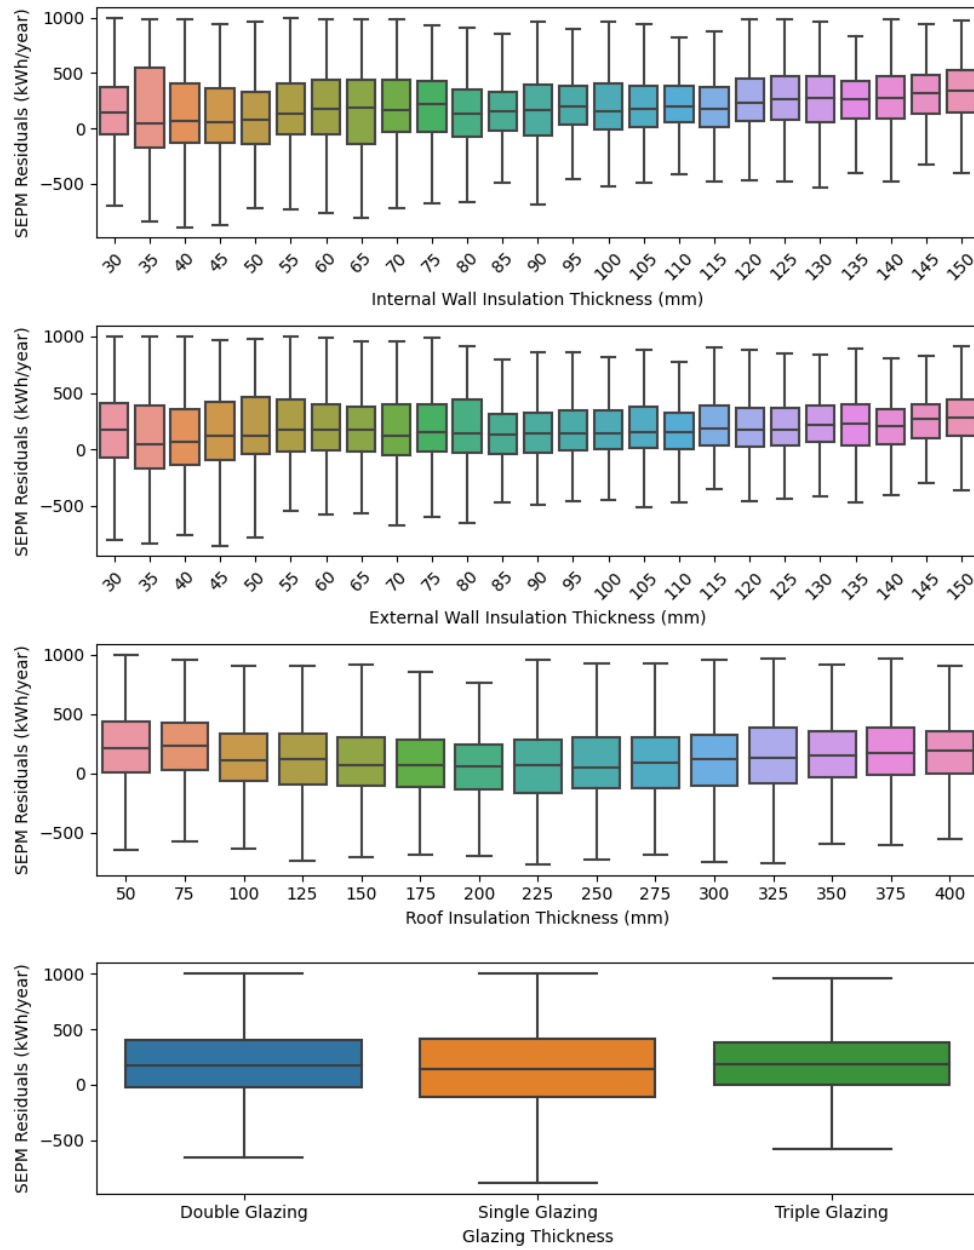 SEPM Residuals (kWh/year)
1000
500
0
−500
30 35 40 45 50 55 60 65 70 75 80 85 90 95 100 105 110 115 120 125 130 135 140 145 150
Internal Wall Insulation Thickness (mm)
SEPM Residuals (kWh/year)
1000
500
0
−500
30 35 40 45 50 55 60 65 70 75 80 85 90 95 100 105 110 115 120 125 130 135 140 145 150
External Wall Insulation Thickness (mm)
SEPM Residuals (kWh/year)
1000
500
0
−500
50 75 100 125 150 175 200 225 250 275 300 325 350 375 400
Roof Insulation Thickness (mm)
SEPM Residuals (kWh/year)
1000
500
0
−500
Double Glazing Single Glazing Triple Glazing
Glazing Thickness